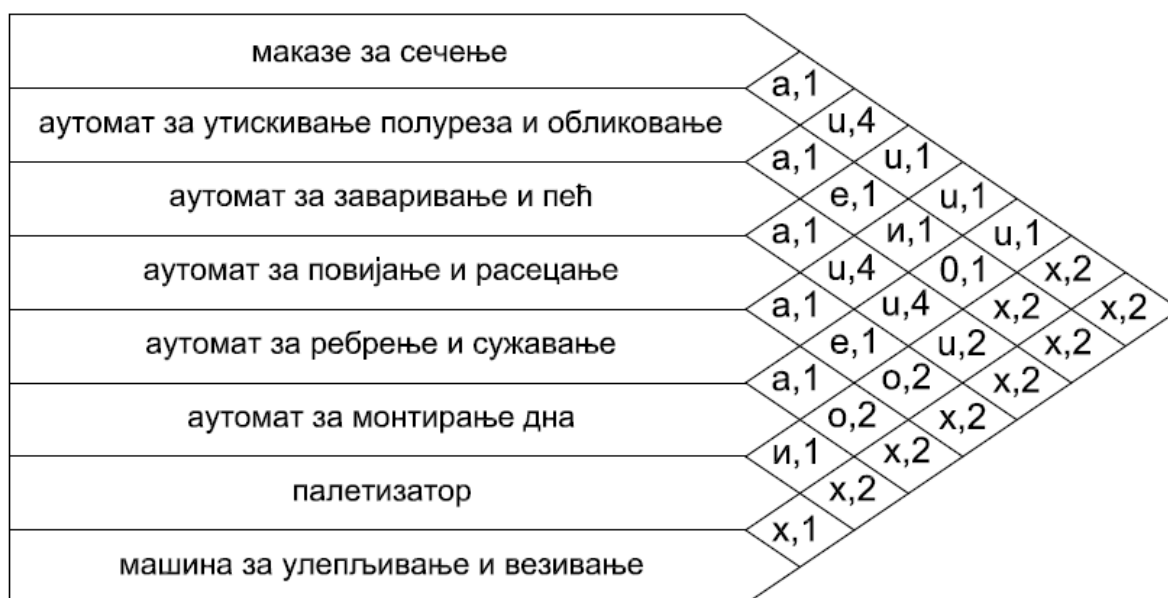 маказе за сечење
а,1
аутомат за утискивање полуреза и обликовање u,4
а,1 u,1
аутомат за заваривање и пећ е,1 u,1
а,1 и,1 u,1
аутомат за повијање и расецање u,4 0,1 х,2
а,1 u,4 х,2 х,2
аутомат за ребрење и сужавање е,1 u,2 х,2
а,1 о,2 х,2
аутомат за монтирање дна о,2 х,2
и,1 х,2
палетизатор х,2
х,1
машина за улепљивање и везивање